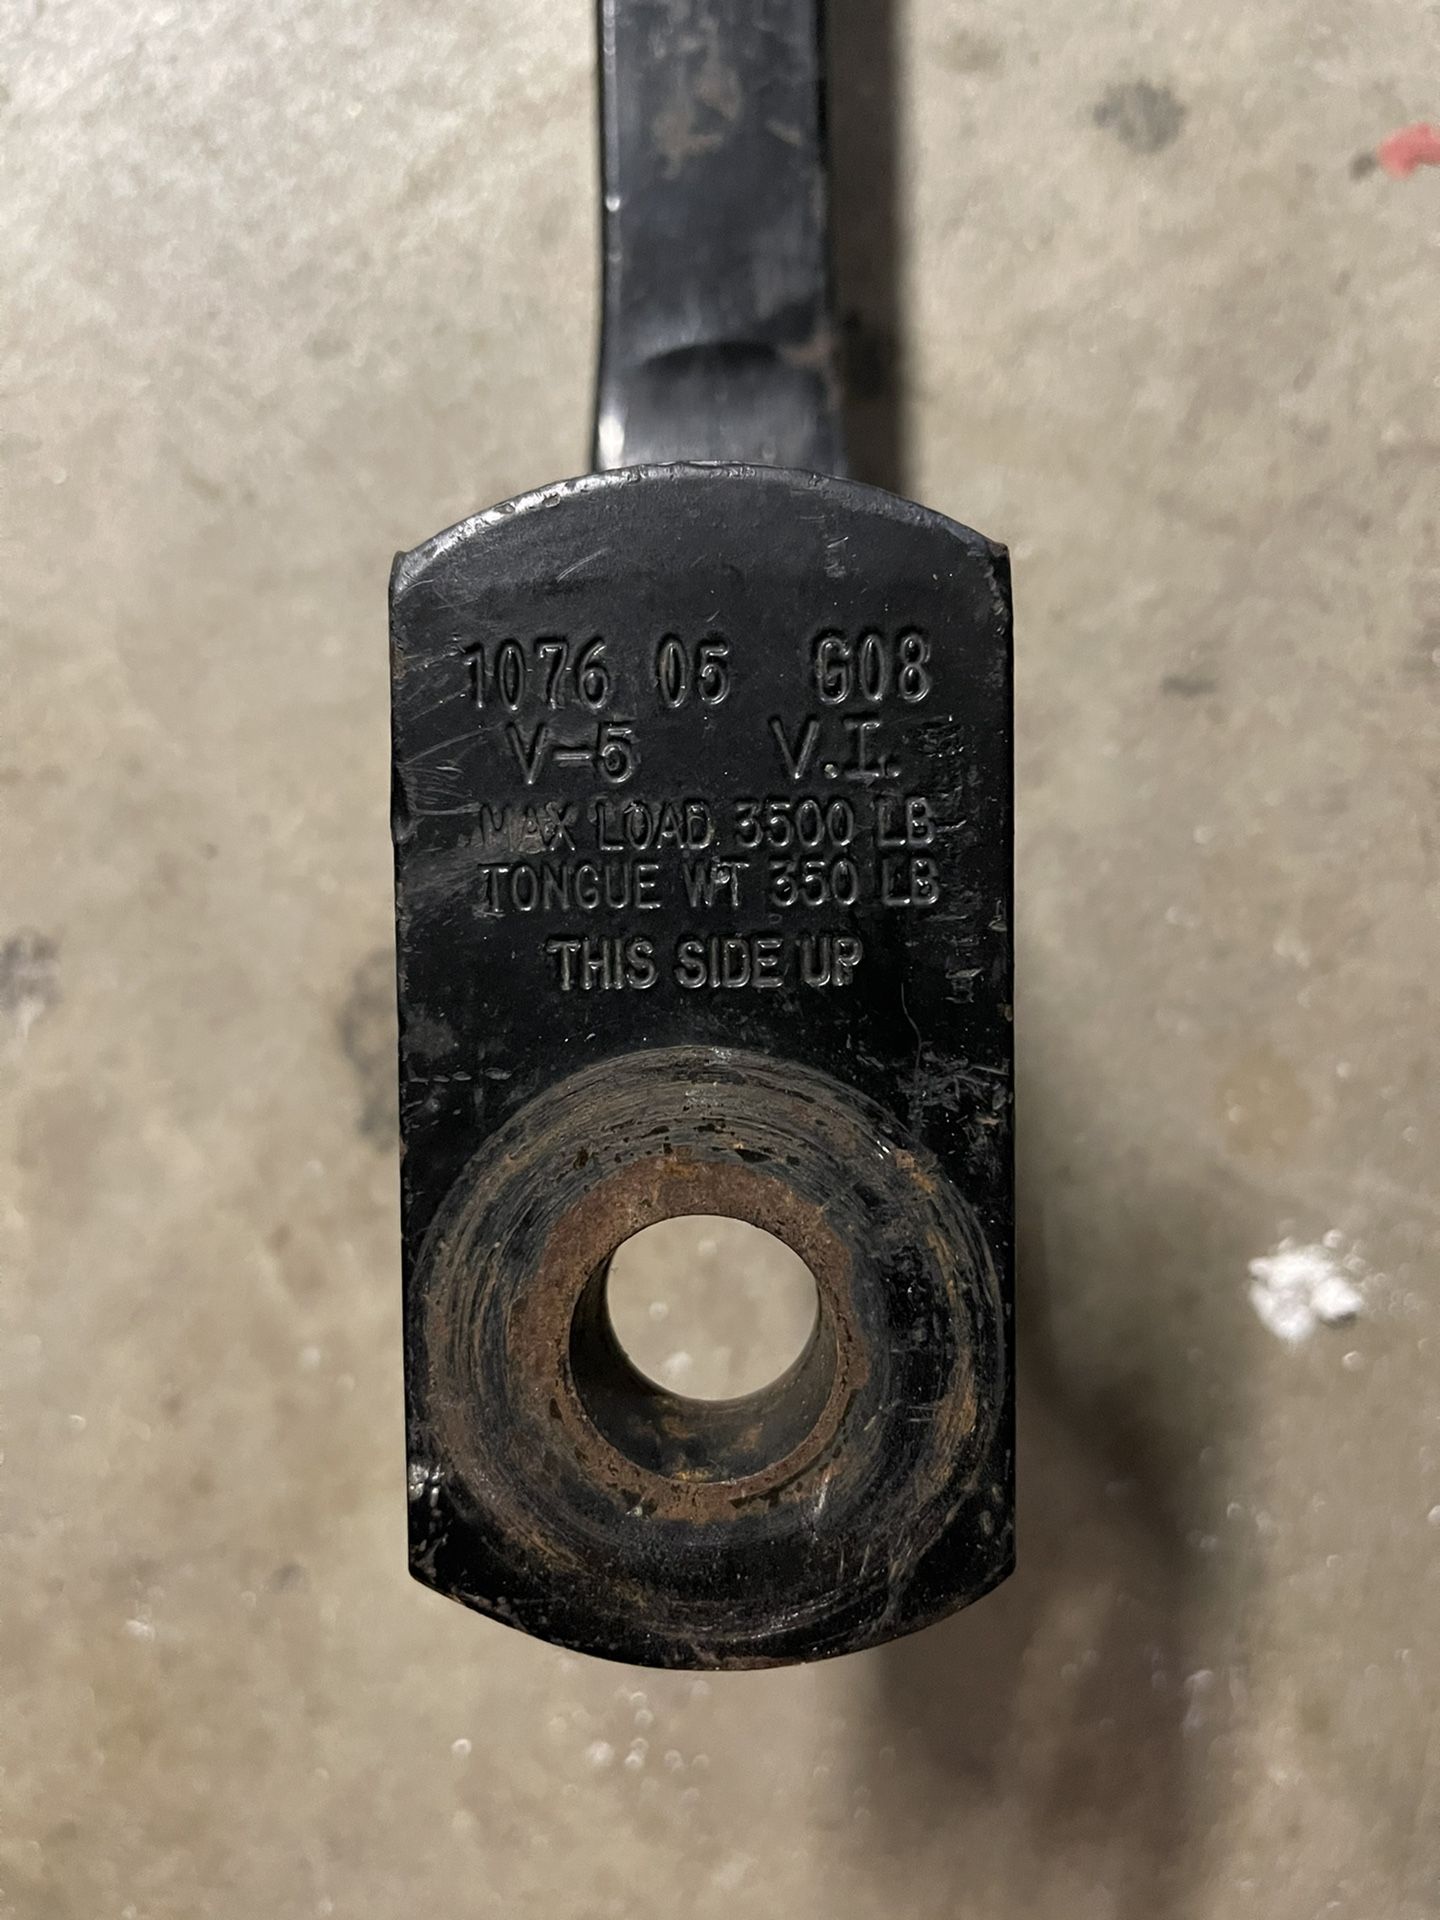 1076 05 G08
V-5 V.I.
MAX LOAD 3500 LB
TONGUE WT 350 LB
THIS SIDE UP